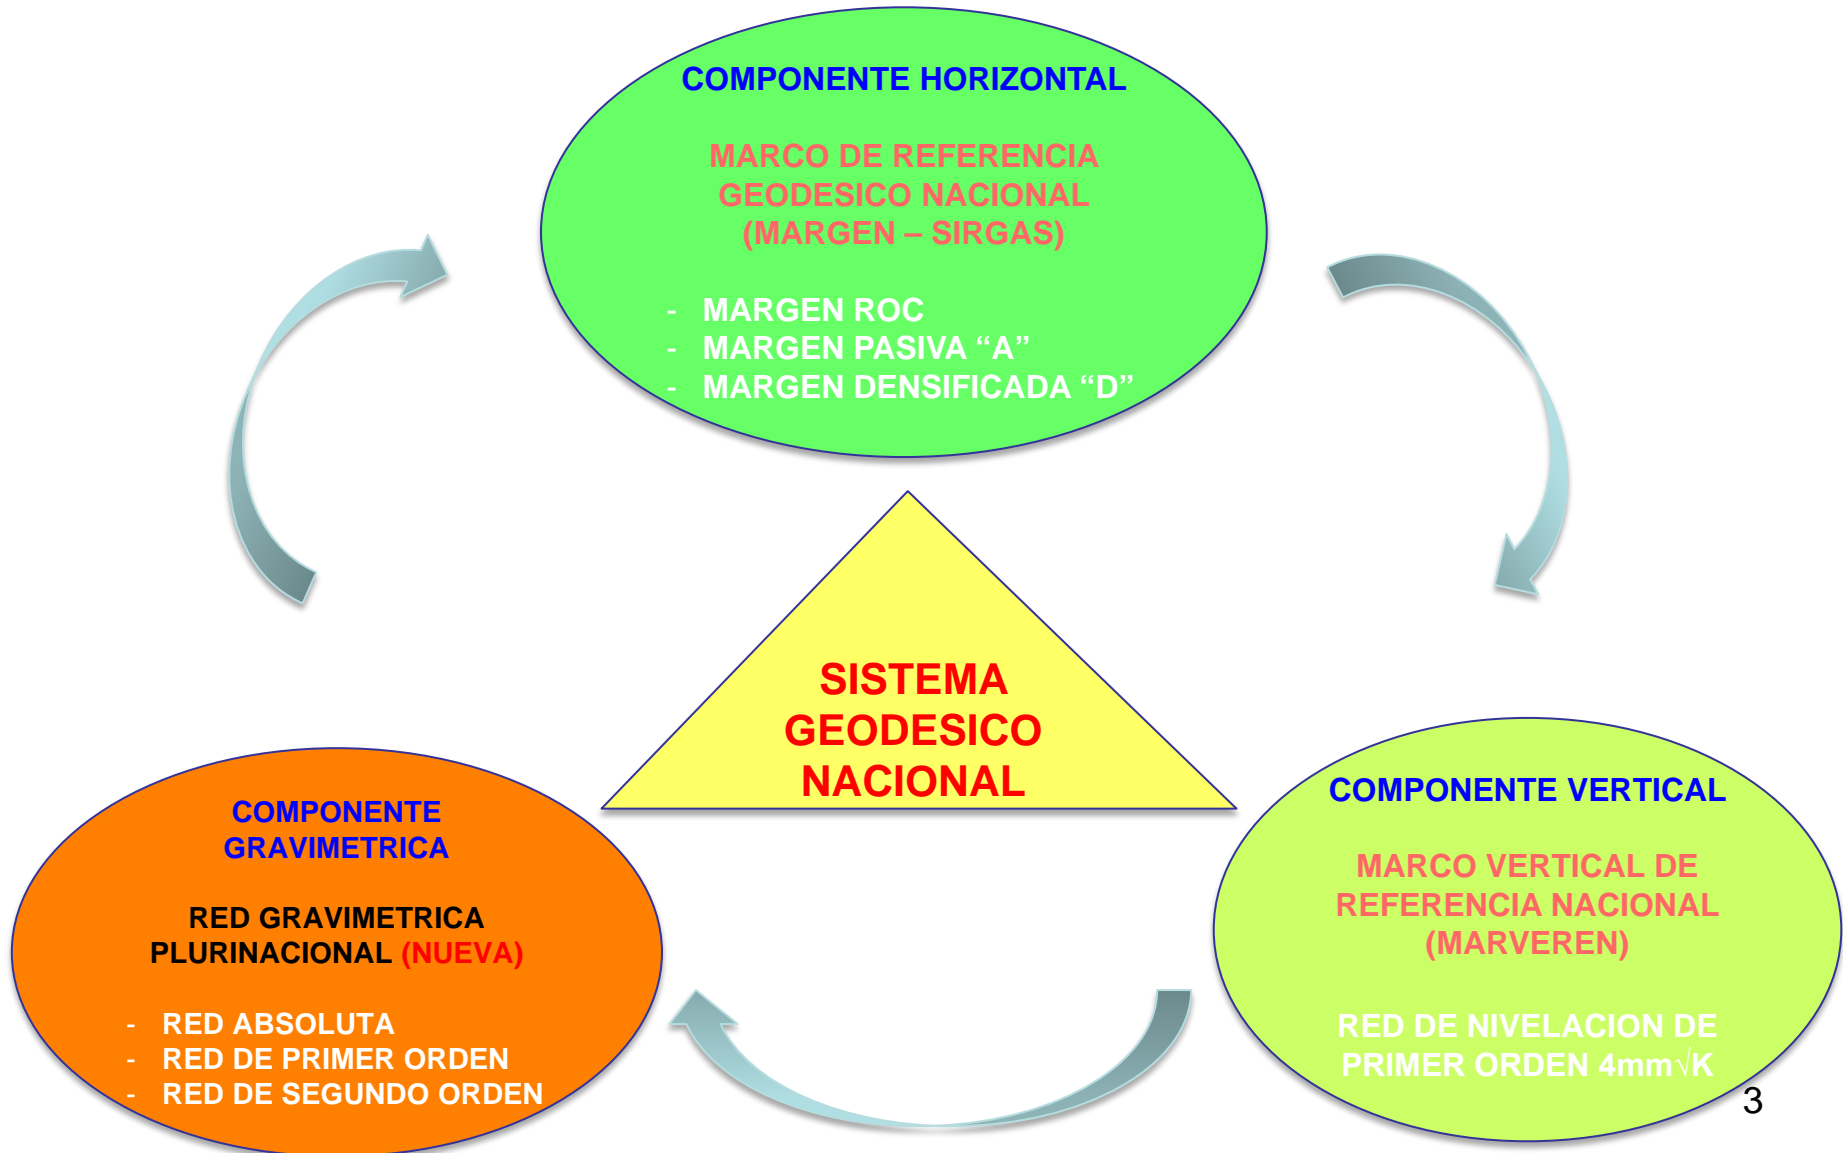 COMPONENTE HORIZONTAL
MARCO DE REFERENCIA
GEODESICO NACIONAL
(MARGEN – SIRGAS)
- MARGEN ROC
- MARGEN PASIVA “A”
- MARGEN DENSIFICADA “D”
SISTEMA
GEODESICO
NACIONAL
COMPONENTE
GRAVIMETRICA
RED GRAVIMETRICA
PLURINACIONAL (NUEVA)
- RED ABSOLUTA
- RED DE PRIMER ORDEN
- RED DE SEGUNDO ORDEN
COMPONENTE VERTICAL
MARCO VERTICAL DE
REFERENCIA NACIONAL
(MARVEREN)
RED DE NIVELACION DE
PRIMER ORDEN 4mm√K
3